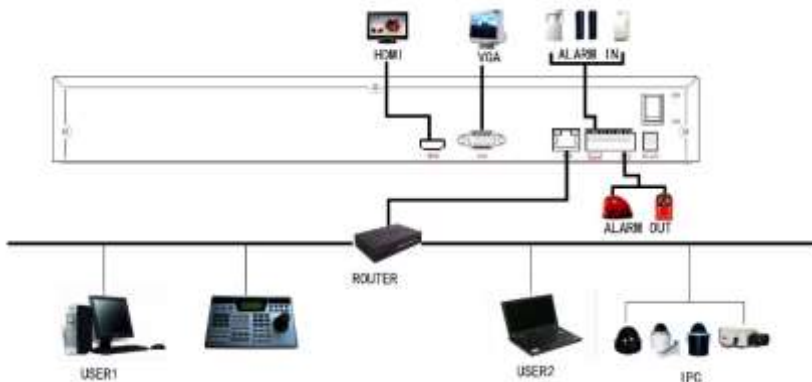 HDMI
VGA
ALARM IN
ALARM OUT
ROUTER
USER1
USER2
IPC